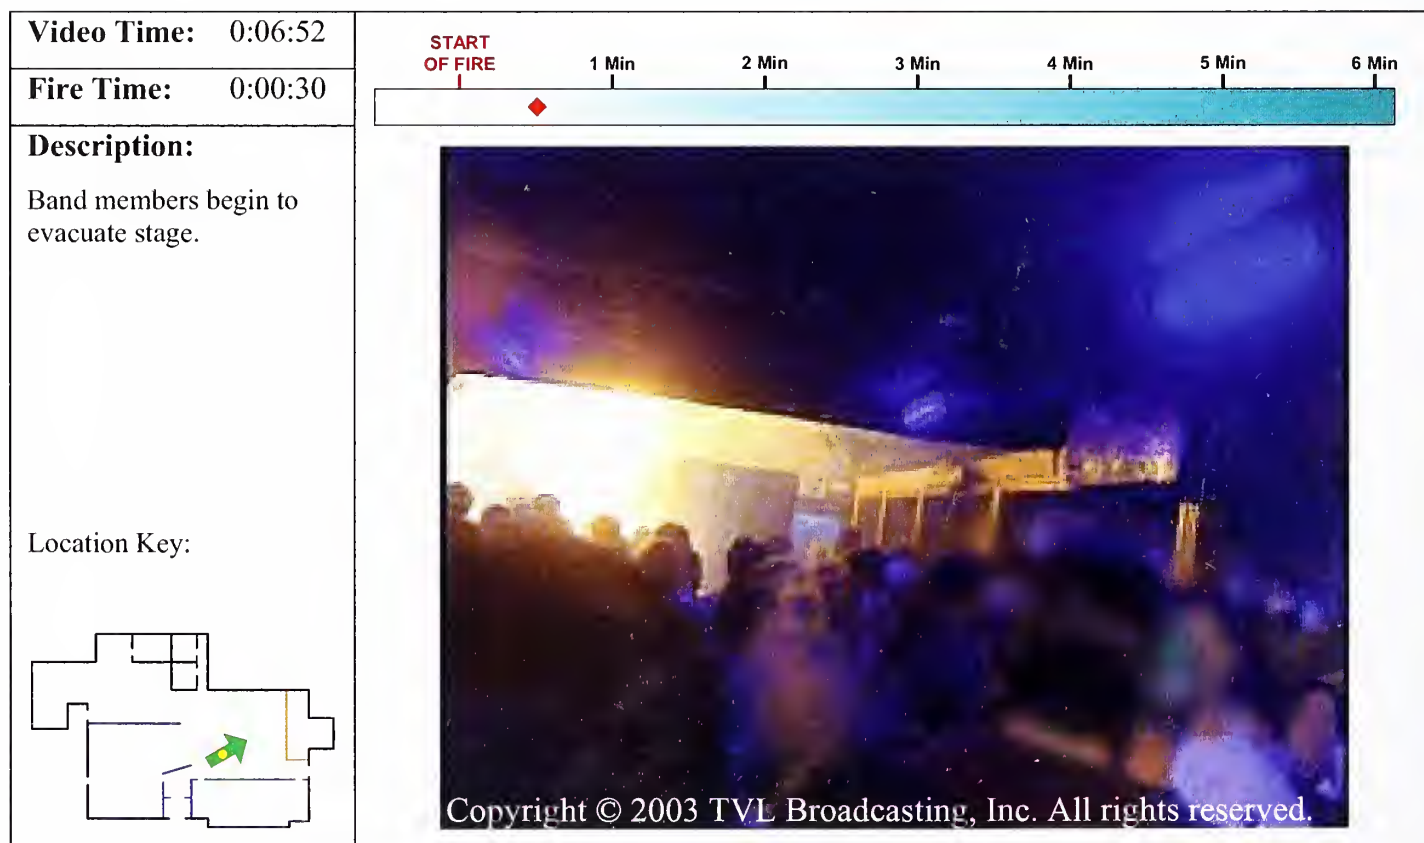 Video Time: 0:06:52
Fire Time: 0:00:30
Description:
Band members begin to
evacuate stage.
Location Key:
START
OF FIRE
1 Min
2 Min
3 Min
4 Min
5 Min
6 Min
Copyright © 2003 TVL Broadcasting, Inc. All rights reserved.